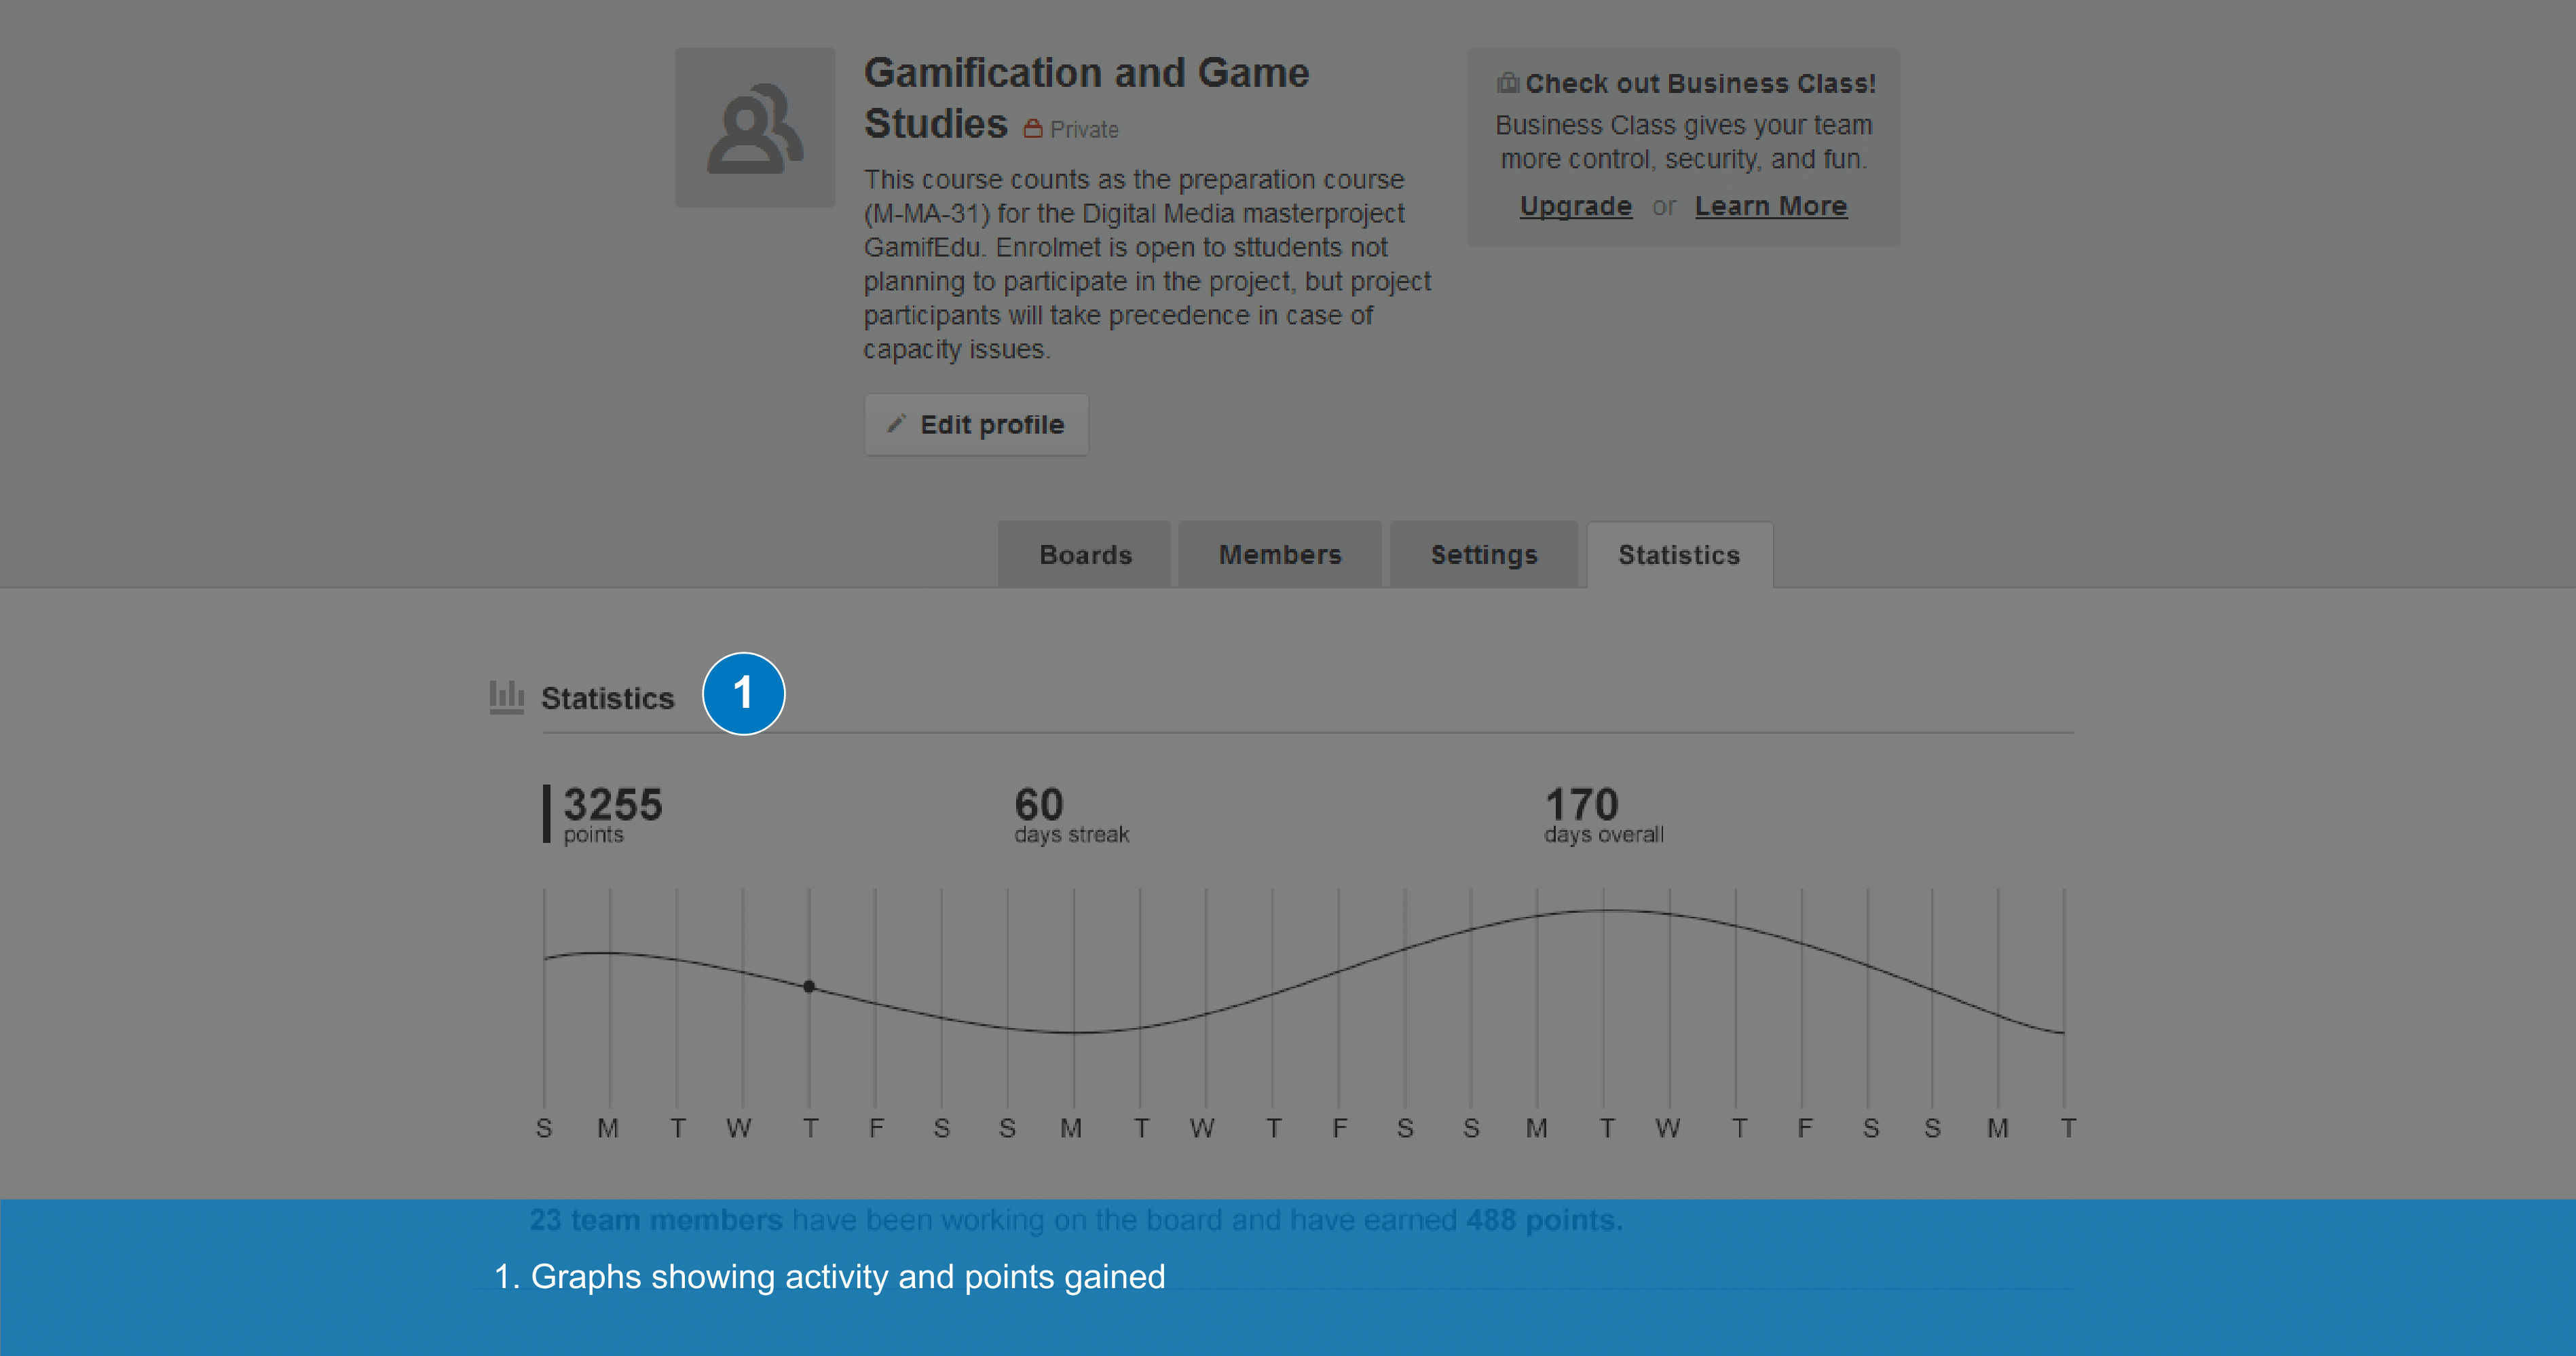 Gamification and Game
Studies Private
This course counts as the preparation course
(M-MA-31) for the Digital Media masterproject
GamifEdu. Enrolmet is open to sttudents not
planning to participate in the project, but project
participants will take precedence in case of
capacity issues.
Edit profile
Check out Business Class!
Business Class gives your team
more control, security, and fun.
Upgrade or Learn More
Boards Members Settings Statistics
Statistics 1
3255
points
60
days streak
170
days overall
S M T W T F S S M T W T F S S M T W T F S S M T
23 team members have been working on the board and have earned 488 points.
1. Graphs showing activity and points gained